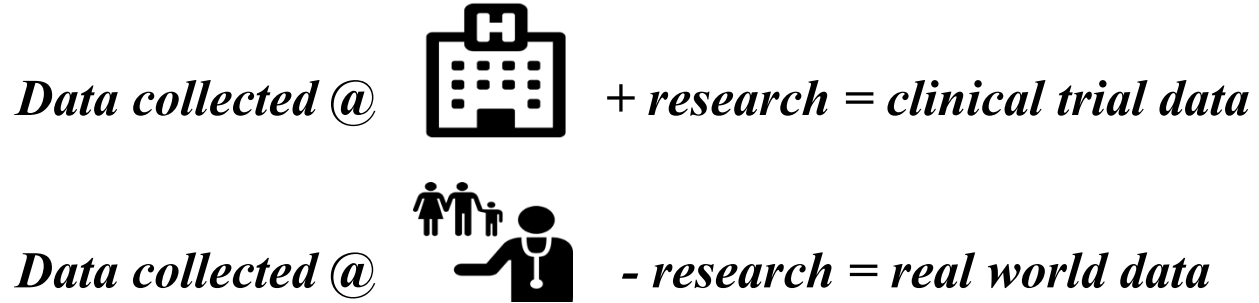 H
Data collected @ + research = clinical trial data
Data collected @ - research = real world data